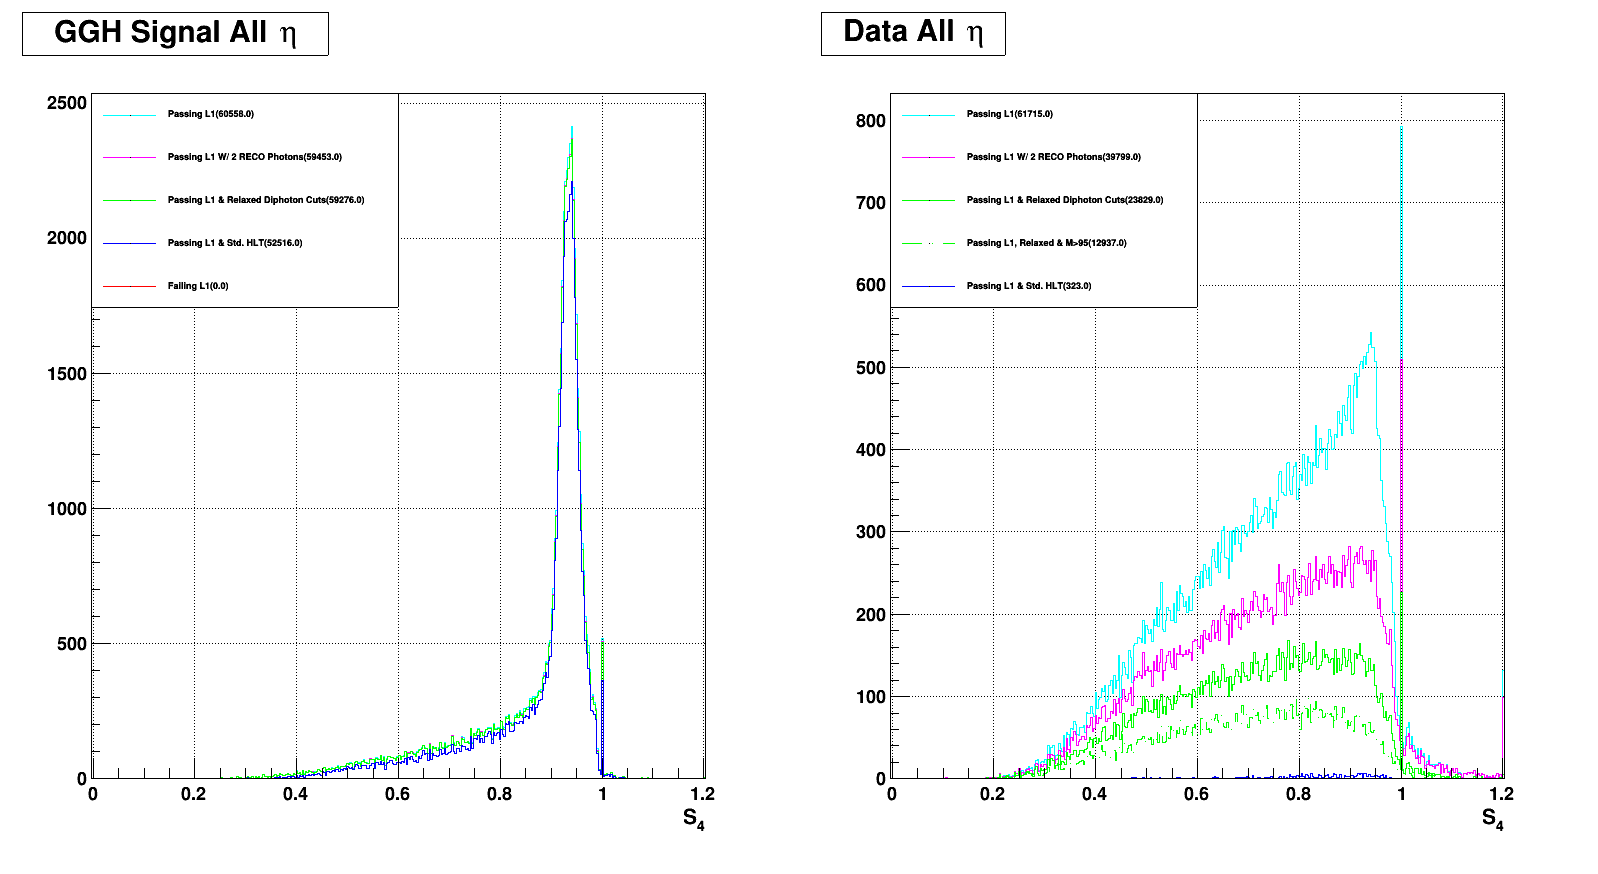 GGH Signal All η
2500
2000
1500
1000
500
0
Passing L1(60558.0)
Passing L1 W/ 2 RECO Photons(59453.0)
Passing L1 & Relaxed Diphoton Cuts(59276.0)
Passing L1 & Std. HLT(52516.0)
Failing L1(0.0)
0 0.2 0.4 0.6 0.8 1 1.2
S4
Data All η
800
700
600
500
400
300
200
100
0
Passing L1(61715.0)
Passing L1 W/ 2 RECO Photons(39799.0)
Passing L1 & Relaxed Diphoton Cuts(23829.0)
Passing L1, Relaxed & M>95(12937.0)
Passing L1 & Std. HLT(323.0)
0 0.2 0.4 0.6 0.8 1 1.2
S4